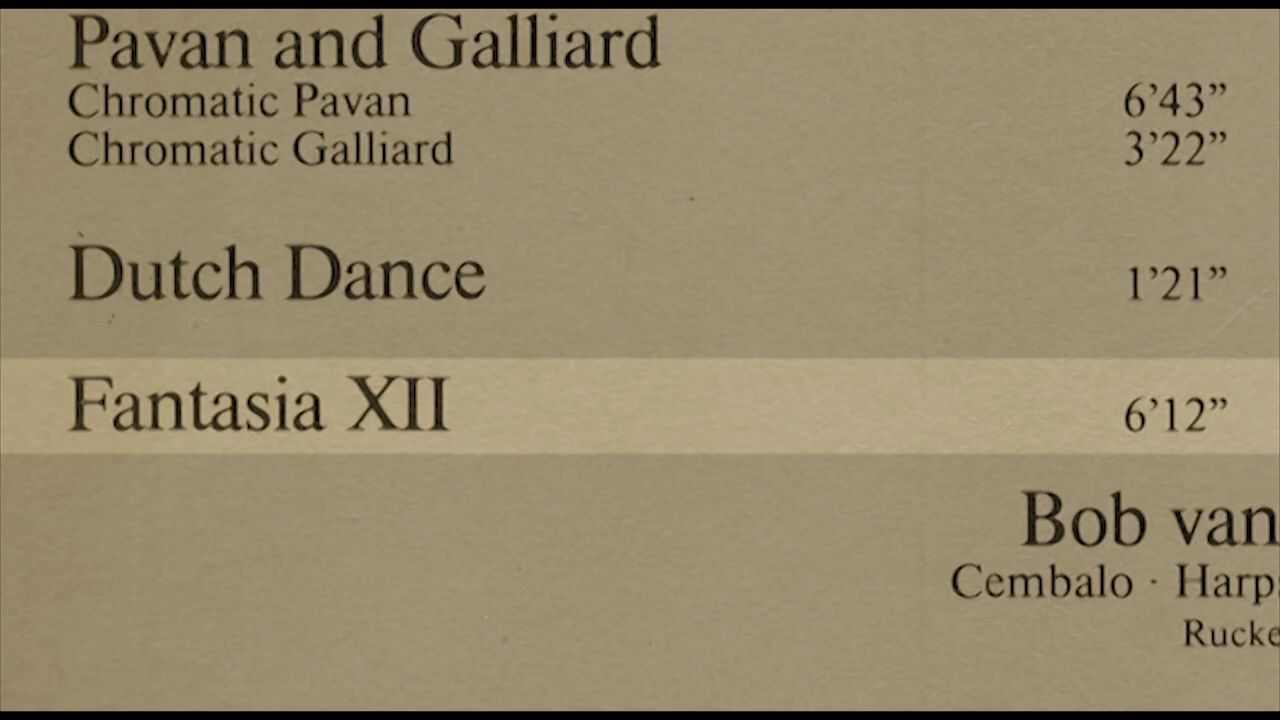 Pavan and Galliard
Chromatic Pavan 6’43”
Chromatic Galliard 3’22”
Dutch Dance 1’21”
Fantasia XII 6’12”
Bob van
Cembalo · Harps
Rucke